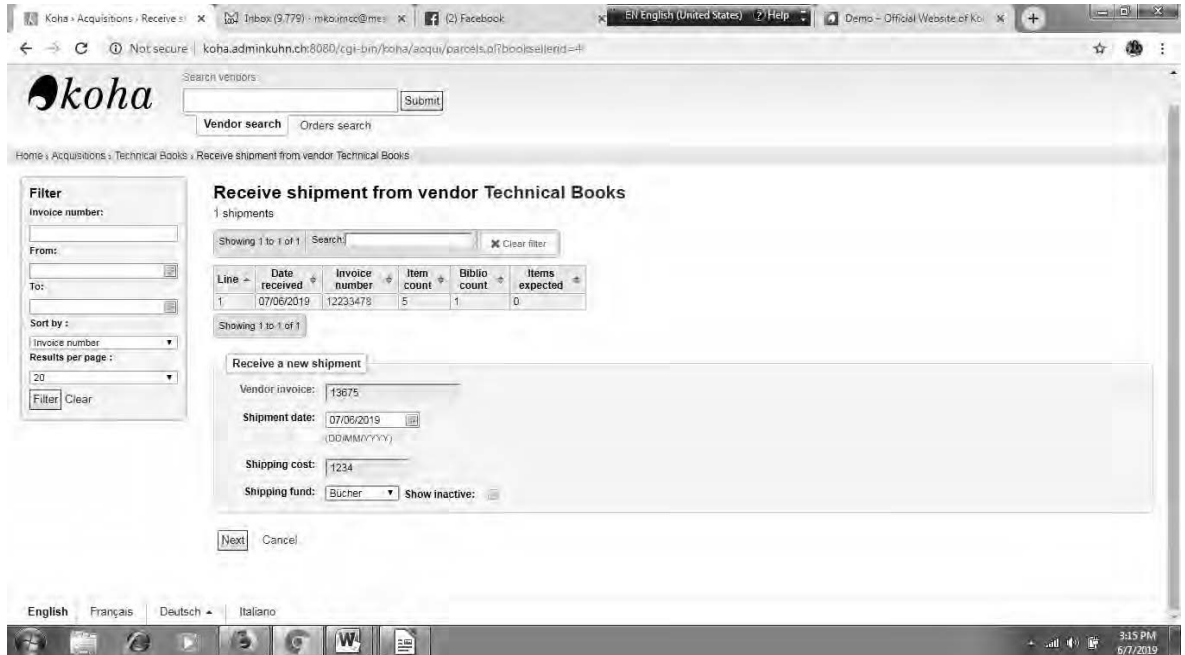 Koha › Acquisitions › Receive s
Inbox (9.779) - mkoumcc@me
(2) Facebook
EN English (United States)
Help
Demo – Official Website of Ko
Not secure
koha.adminkuhn.ch:8080/cgi-bin/koha/acqui/parcels.pl?booksellerid=4
koha
Search vendors
Submit
Vendor search
Orders search
Home › Acquisitions › Technical Books › Receive shipment from vendor Technical Books
Filter
Invoice number:
From:
To:
Sort by :
Invoice number
Results per page :
20
Filter Clear
Receive shipment from vendor Technical Books
1 shipments
Showing 1 to 1 of 1 Search: Clear filter
Line Date received Invoice number Item count Biblio count Items expected
1 07/06/2019 12233478 5 1 0
Showing 1 to 1 of 1
Receive a new shipment
Vendor invoice: 13675
Shipment date: 07/06/2019
(DD/MM/YYYY)
Shipping cost: 1234
Shipping fund: Bücher Show inactive:
Next Cancel
English Français Deutsch Italiano
3:15 PM
6/7/2019